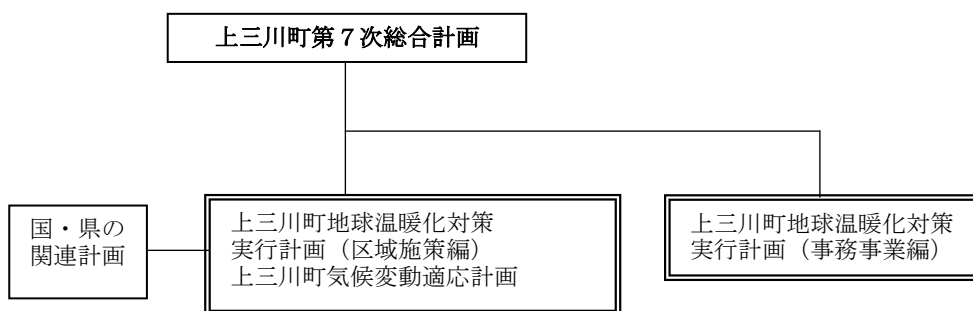 上三川町第７次総合計画
国・県の
関連計画
上三川町地球温暖化対策
実行計画（区域施策編）
上三川町気候変動適応計画
上三川町地球温暖化対策
実行計画（事務事業編）